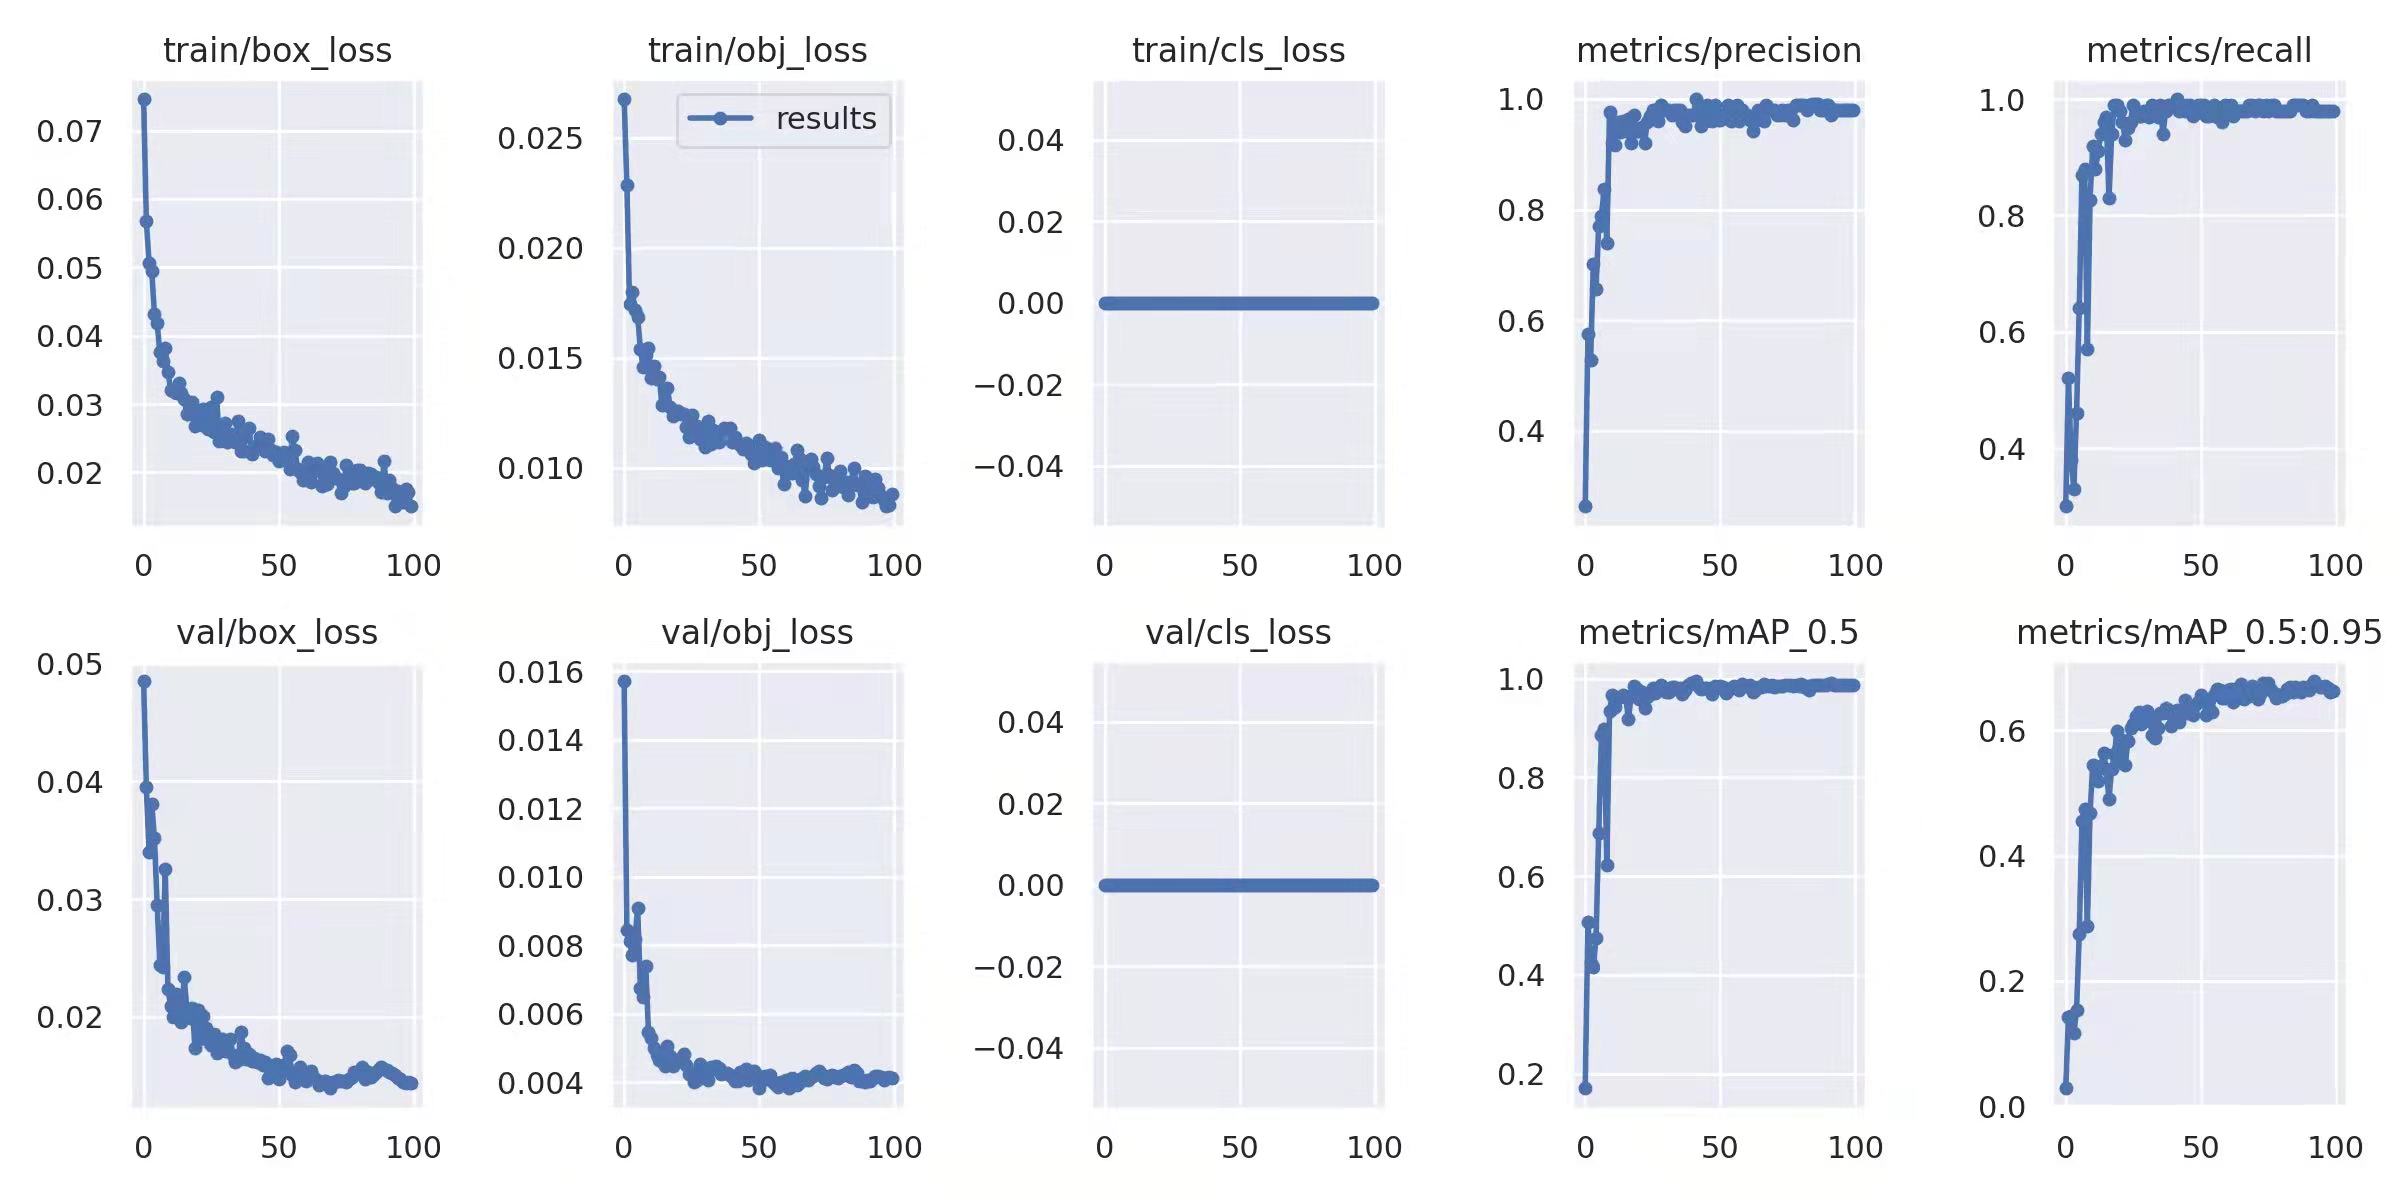 train/box_loss
0.07
0.06
0.05
0.04
0.03
0.02
0 50 100
train/obj_loss
results
0.025
0.020
0.015
0.010
0 50 100
train/cls_loss
0.04
0.02
0.00
−0.02
−0.04
0 50 100
metrics/precision
1.0
0.8
0.6
0.4
0 50 100
metrics/recall
1.0
0.8
0.6
0.4
0 50 100
val/box_loss
0.05
0.04
0.03
0.02
0 50 100
val/obj_loss
0.016
0.014
0.012
0.010
0.008
0.006
0.004
0 50 100
val/cls_loss
0.04
0.02
0.00
−0.02
−0.04
0 50 100
metrics/mAP_0.5
1.0
0.8
0.6
0.4
0.2
0 50 100
metrics/mAP_0.5:0.95
0.6
0.4
0.2
0.0
0 50 100